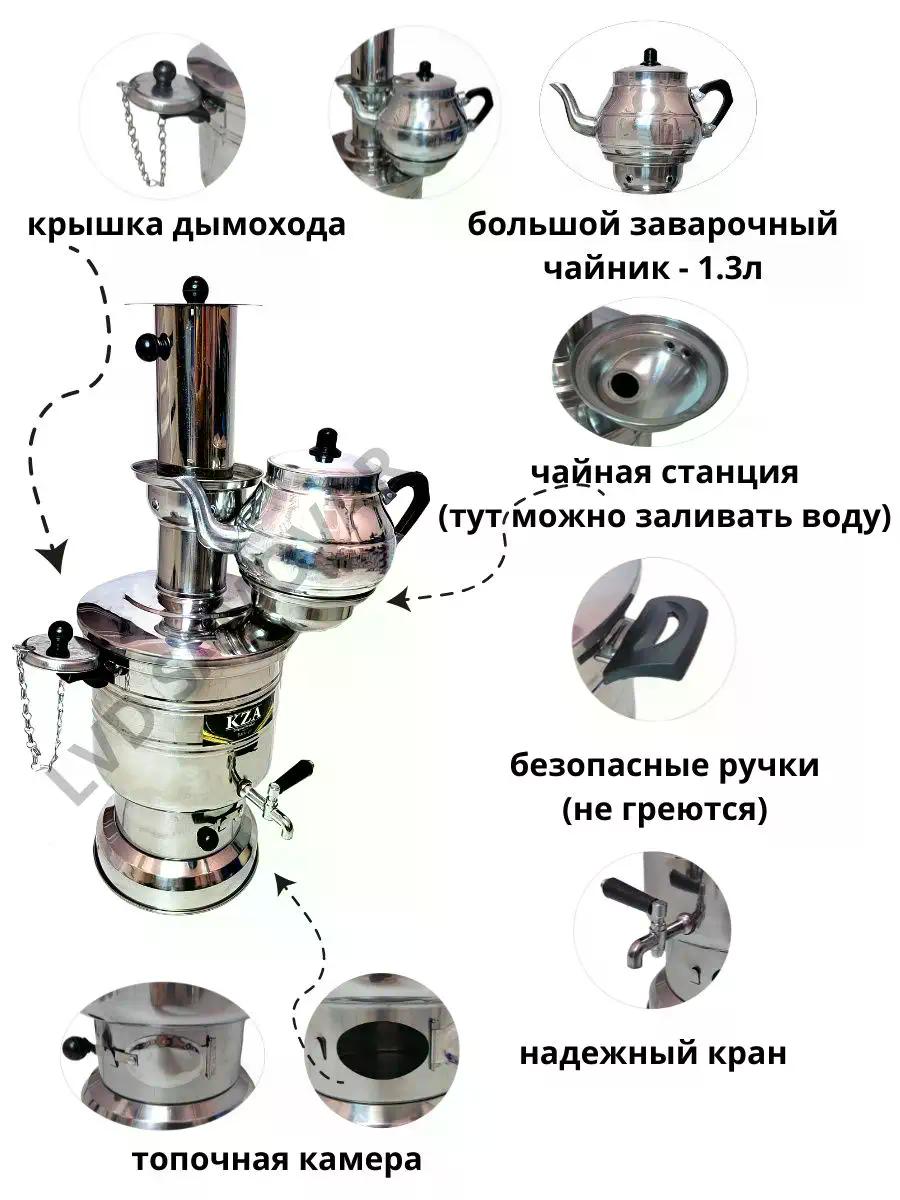 крышка дымохода
большой заварочный
чайник - 1.3л
чайная станция
(тут можно заливать воду)
KZA
безопасные ручки
(не греются)
надежный кран
топочная камера